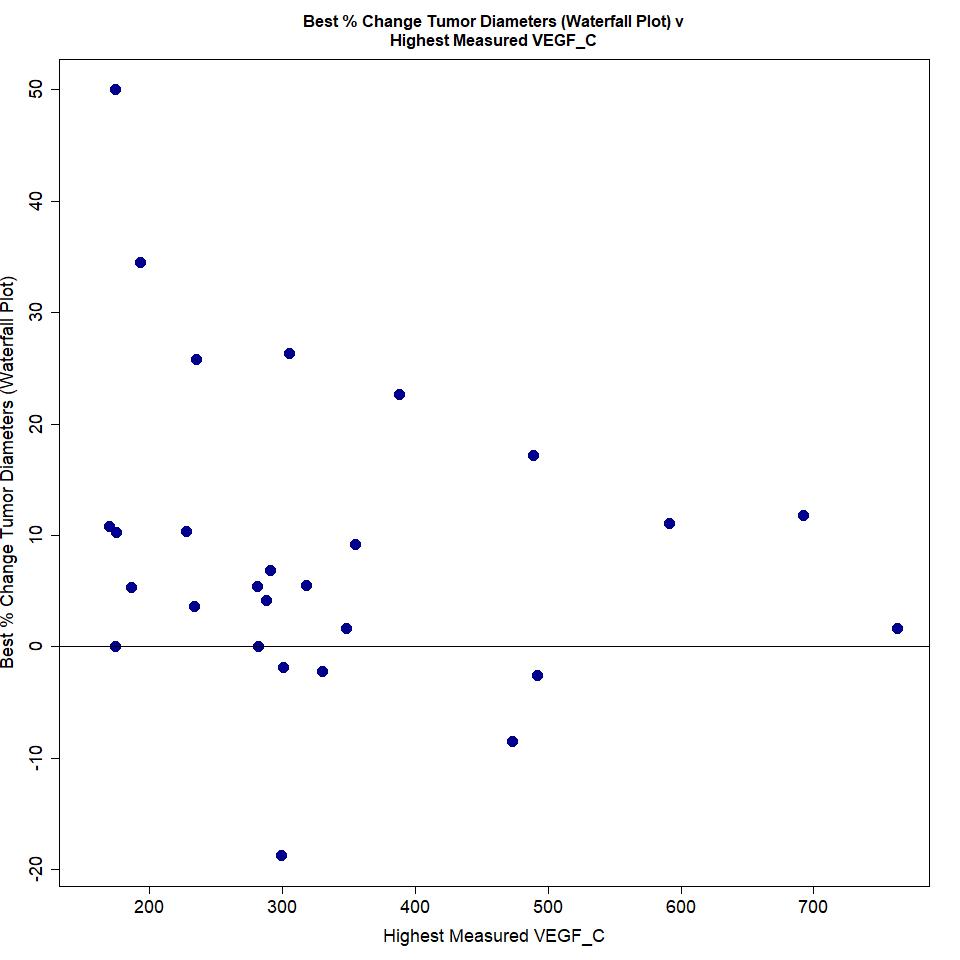 Best % Change Tumor Diameters (Waterfall Plot) v
Highest Measured VEGF_C
Best % Change Tumor Diameters (Waterfall Plot)
50
40
30
20
10
0
-10
-20
200 300 400 500 600 700
Highest Measured VEGF_C